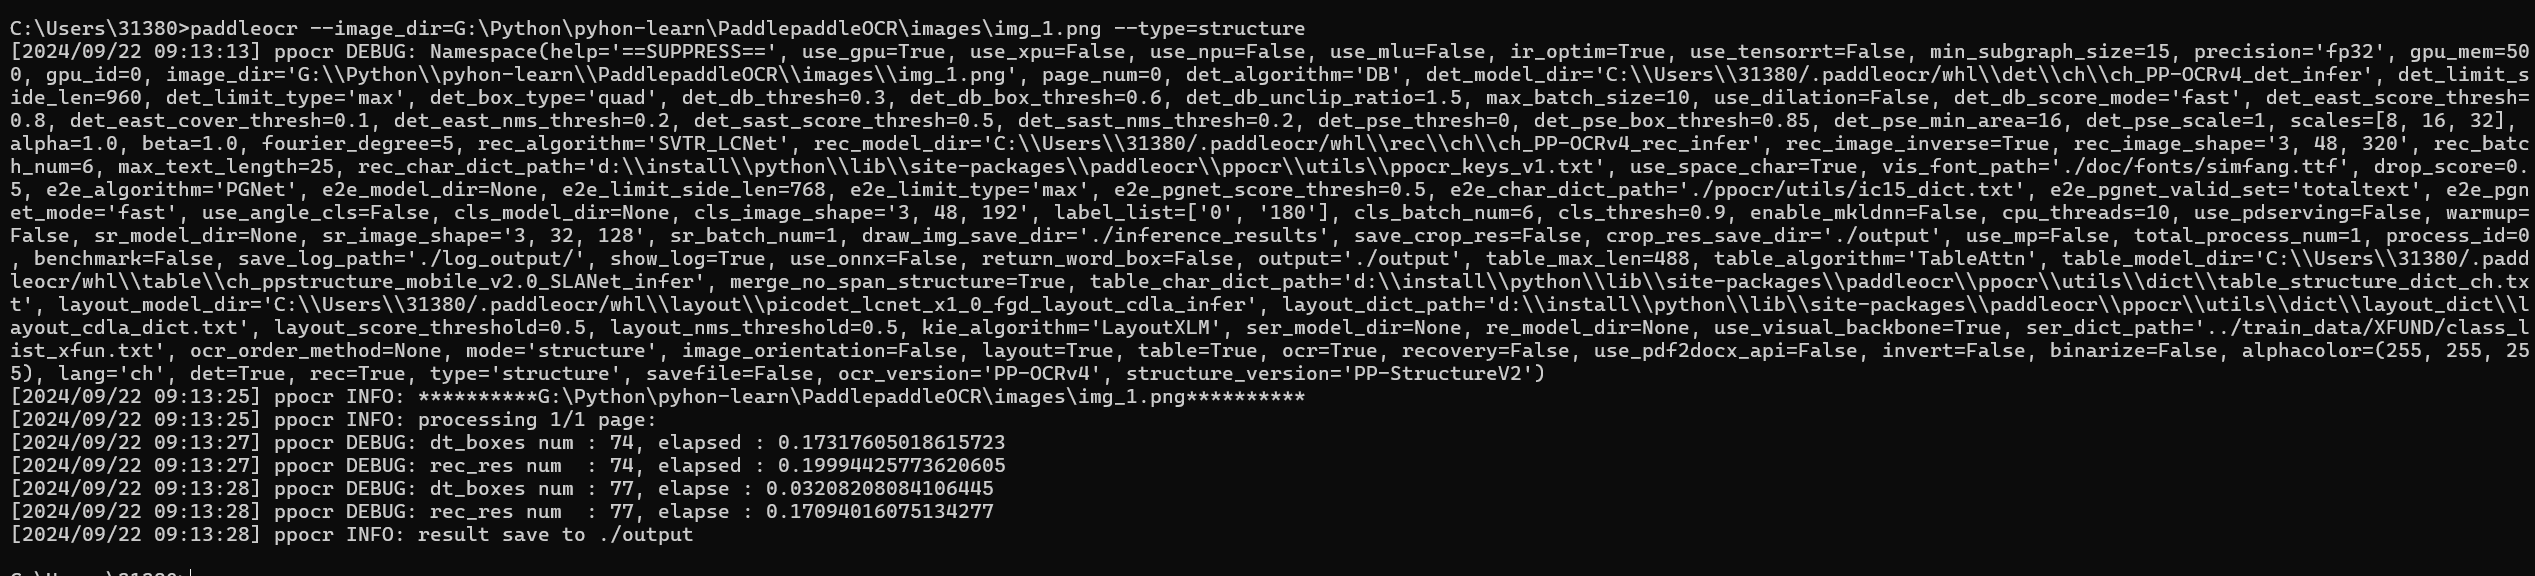 C:\Users\31380>paddleocr --image_dir=G:\Python\pyhon-learn\PaddlepaddleOCR\images\img_1.png --type=structure
[2024/09/22 09:13:13] ppocr DEBUG: Namespace(help='==SUPPRESS==', use_gpu=True, use_xpu=False, use_npu=False, use_mlu=False, ir_optim=True, use_tensorrt=False, min_subgraph_size=15, precision='fp32', gpu_mem=50
0, gpu_id=0, image_dir='G:\\Python\\pyhon-learn\\PaddlepaddleOCR\\images\\img_1.png', page_num=0, det_algorithm='DB', det_model_dir='C:\\Users\\31380/.paddleocr/whl\\det\\ch\\ch_PP-OCRv4_det_infer', det_limit_s
ide_len=960, det_limit_type='max', det_box_type='quad', det_db_thresh=0.3, det_db_box_thresh=0.6, det_db_unclip_ratio=1.5, max_batch_size=10, use_dilation=False, det_db_score_mode='fast', det_east_score_thresh=
0.8, det_east_cover_thresh=0.1, det_east_nms_thresh=0.2, det_sast_score_thresh=0.5, det_sast_nms_thresh=0.2, det_pse_thresh=0, det_pse_box_thresh=0.85, det_pse_min_area=16, det_pse_scale=1, scales=[8, 16, 32],
alpha=1.0, beta=1.0, fourier_degree=5, rec_algorithm='SVTR_LCNet', rec_model_dir='C:\\Users\\31380/.paddleocr/whl\\rec\\ch\\ch_PP-OCRv4_rec_infer', rec_image_inverse=True, rec_image_shape='3, 48, 320', rec_batc
h_num=6, max_text_length=25, rec_char_dict_path='d:\\install\\python\\lib\\site-packages\\paddleocr\\ppocr\\utils\\ppocr_keys_v1.txt', use_space_char=True, vis_font_path='./doc/fonts/simfang.ttf', drop_score=0.
5, e2e_algorithm='PGNet', e2e_model_dir=None, e2e_limit_side_len=768, e2e_limit_type='max', e2e_pgnet_score_thresh=0.5, e2e_char_dict_path='./ppocr/utils/ic15_dict.txt', e2e_pgnet_valid_set='totaltext', e2e_pgn
et_mode='fast', use_angle_cls=False, cls_model_dir=None, cls_image_shape='3, 48, 192', label_list=['0', '180'], cls_batch_num=6, cls_thresh=0.9, enable_mkldnn=False, cpu_threads=10, use_pdserving=False, warmup=
False, sr_model_dir=None, sr_image_shape='3, 32, 128', sr_batch_num=1, draw_img_save_dir='./inference_results', save_crop_res=False, crop_res_save_dir='./output', use_mp=False, total_process_num=1, process_id=0
, benchmark=False, save_log_path='./log_output/', show_log=True, use_onnx=False, return_word_box=False, output='./output', table_max_len=488, table_algorithm='TableAttn', table_model_dir='C:\\Users\\31380/.padd
leocr/whl\\table\\ch_ppstructure_mobile_v2.0_SLANet_infer', merge_no_span_structure=True, table_char_dict_path='d:\\install\\python\\lib\\site-packages\\paddleocr\\ppocr\\utils\\dict\\table_structure_dict_ch.tx
t', layout_model_dir='C:\\Users\\31380/.paddleocr/whl\\layout\\picodet_lcnet_x1_0_fgd_layout_cdla_infer', layout_dict_path='d:\\install\\python\\lib\\site-packages\\paddleocr\\ppocr\\utils\\dict\\layout_dict\\l
ayout_cdla_dict.txt', layout_score_threshold=0.5, layout_nms_threshold=0.5, kie_algorithm='LayoutXLM', ser_model_dir=None, re_model_dir=None, use_visual_backbone=True, ser_dict_path='../train_data/XFUND/class_l
ist_xfun.txt', ocr_order_method=None, mode='structure', image_orientation=False, layout=True, table=True, ocr=True, recovery=False, use_pdf2docx_api=False, invert=False, binarize=False, alphacolor=(255, 255, 25
5), lang='ch', det=True, rec=True, type='structure', savefile=False, ocr_version='PP-OCRv4', structure_version='PP-StructureV2')
[2024/09/22 09:13:25] ppocr INFO: **********G:\Python\pyhon-learn\PaddlepaddleOCR\images\img_1.png**********
[2024/09/22 09:13:25] ppocr INFO: processing 1/1 page:
[2024/09/22 09:13:27] ppocr DEBUG: dt_boxes num : 74, elapsed : 0.17317605018615723
[2024/09/22 09:13:27] ppocr DEBUG: rec_res num  : 74, elapsed : 0.19994425773620605
[2024/09/22 09:13:28] ppocr DEBUG: dt_boxes num : 77, elapse : 0.03208208084106445
[2024/09/22 09:13:28] ppocr DEBUG: rec_res num  : 77, elapse : 0.17094016075134277
[2024/09/22 09:13:28] ppocr INFO: result save to ./output